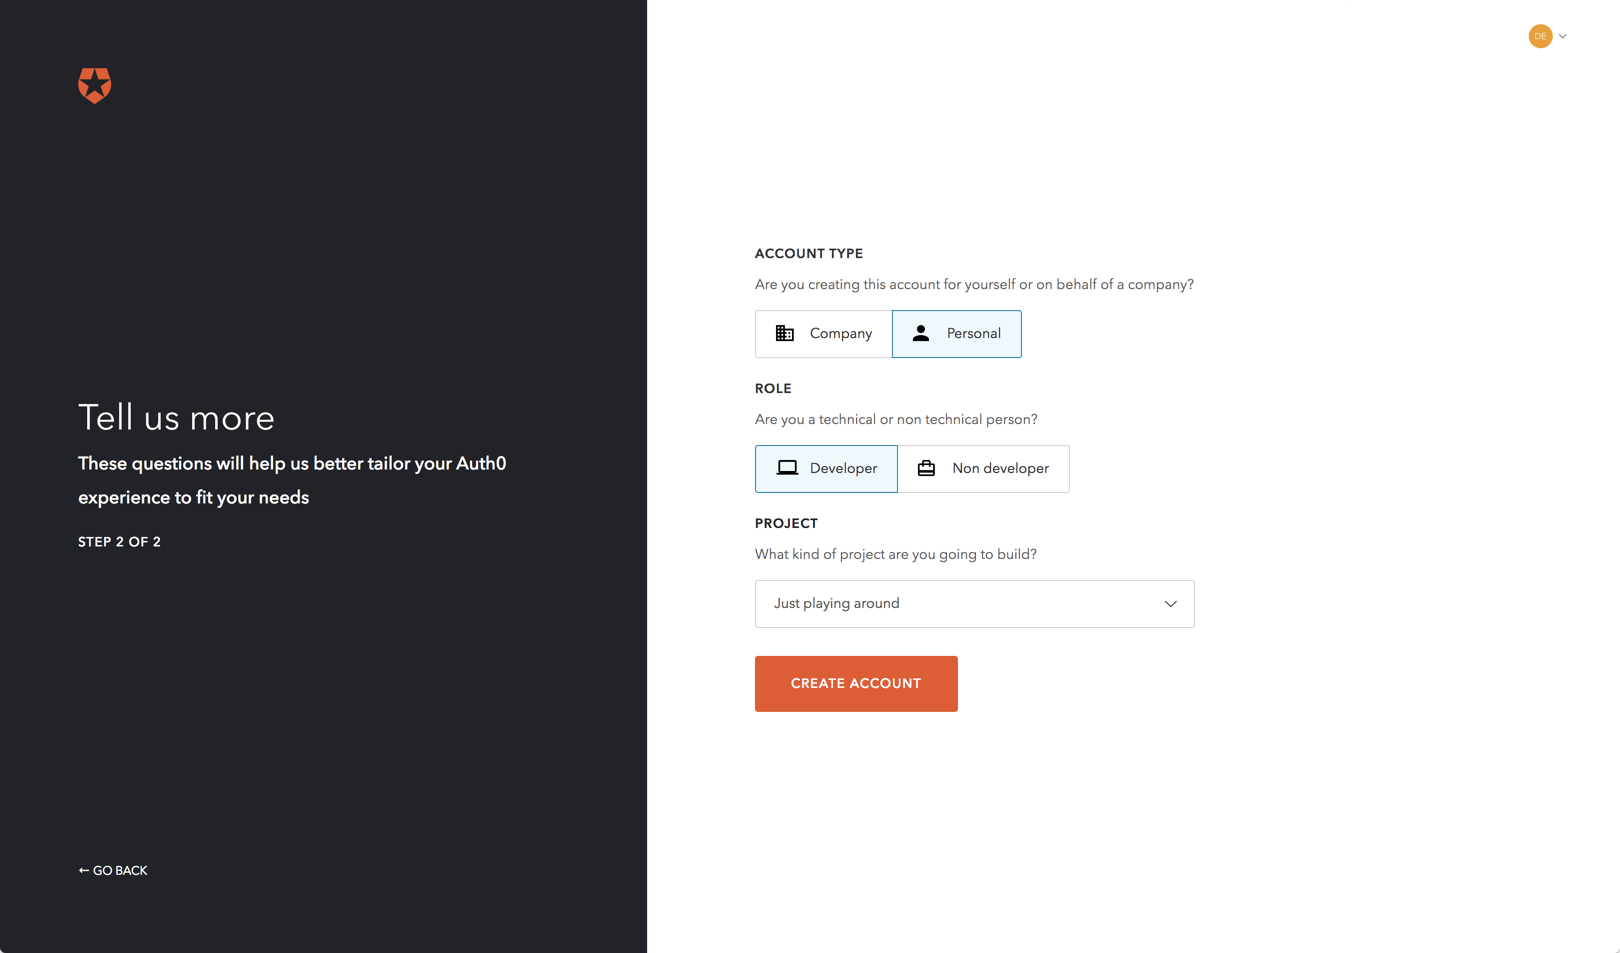 DE
Tell us more
These questions will help us better tailor your Auth0
experience to fit your needs
STEP 2 OF 2
← GO BACK
ACCOUNT TYPE
Are you creating this account for yourself or on behalf of a company?
Company Personal
ROLE
Are you a technical or non technical person?
Developer Non developer
PROJECT
What kind of project are you going to build?
Just playing around
CREATE ACCOUNT